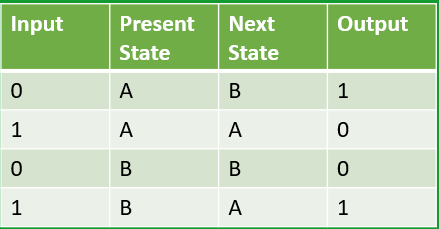 Input Present State Next State Output
0 A B 1
1 A A 0
0 B B 0
1 B A 1